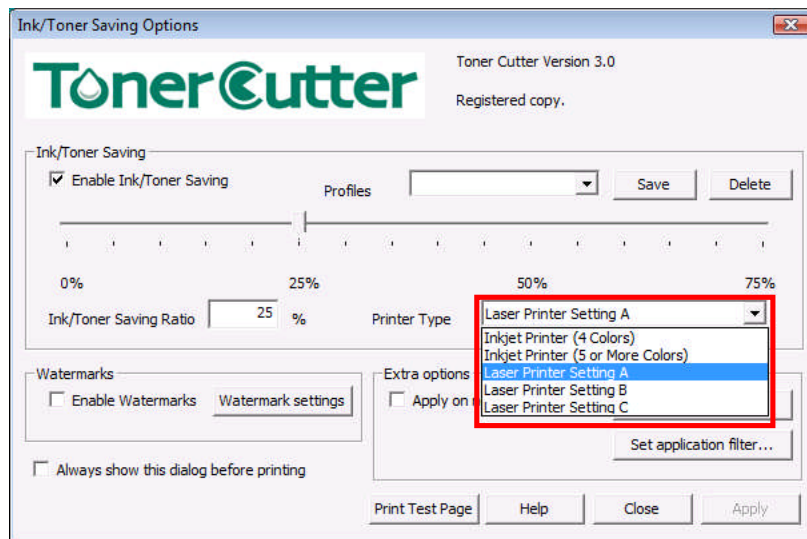 Ink/Toner Saving Options
Toner Cutter
Toner Cutter Version 3.0
Registered copy.
Ink/Toner Saving
Enable Ink/Toner Saving
Profiles
Save
Delete
0%
25%
50%
75%
Ink/Toner Saving Ratio
25
%
Printer Type
Laser Printer Setting A
Inkjet Printer (4 Colors)
Inkjet Printer (5 or More Colors)
Laser Printer Setting A
Laser Printer Setting B
Laser Printer Setting C
Watermarks
Enable Watermarks
Watermark settings
Extra options
Apply on
Set application filter...
Always show this dialog before printing
Print Test Page
Help
Close
Apply